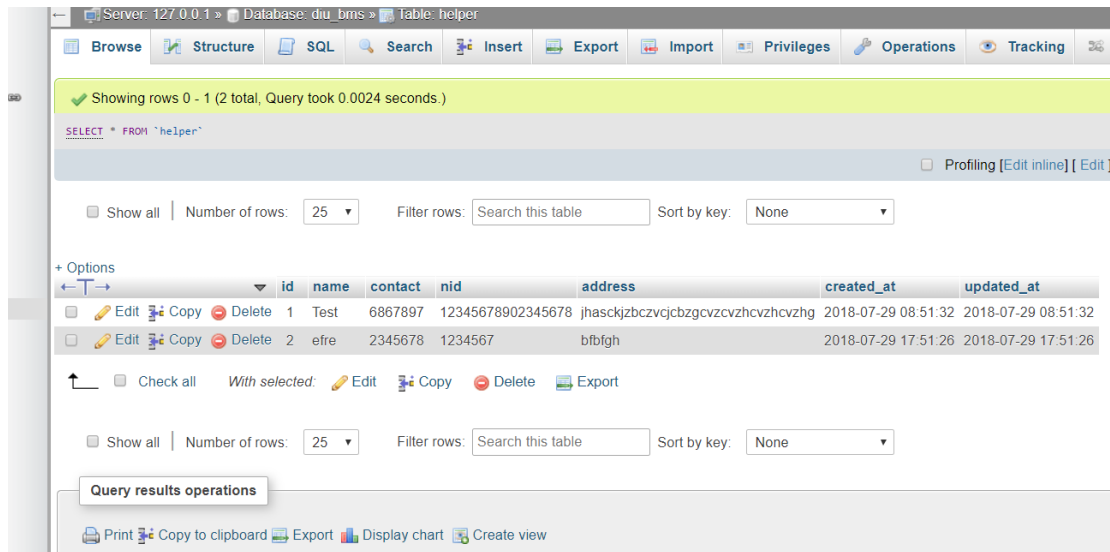 Server: 127.0.0.1 » Database: diu_bms » Table: helper
Browse Structure SQL Search Insert Export Import Privileges Operations Tracking
Showing rows 0 - 1 (2 total, Query took 0.0024 seconds.)
SELECT * FROM `helper`
Profiling [Edit inline] [ Edit ]
Show all Number of rows: 25 Filter rows: Search this table Sort by key: None
+ Options
←T→ id name contact nid address created_at updated_at
Edit Copy Delete 1 Test 6867897 12345678902345678 jhasckjzbczvcjcbzgcvzcvzhcvzhcvzhg 2018-07-29 08:51:32 2018-07-29 08:51:32
Edit Copy Delete 2 efre 2345678 1234567 bfbfgh 2018-07-29 17:51:26 2018-07-29 17:51:26
Check all With selected: Edit Copy Delete Export
Show all Number of rows: 25 Filter rows: Search this table Sort by key: None
Query results operations
Print Copy to clipboard Export Display chart Create view